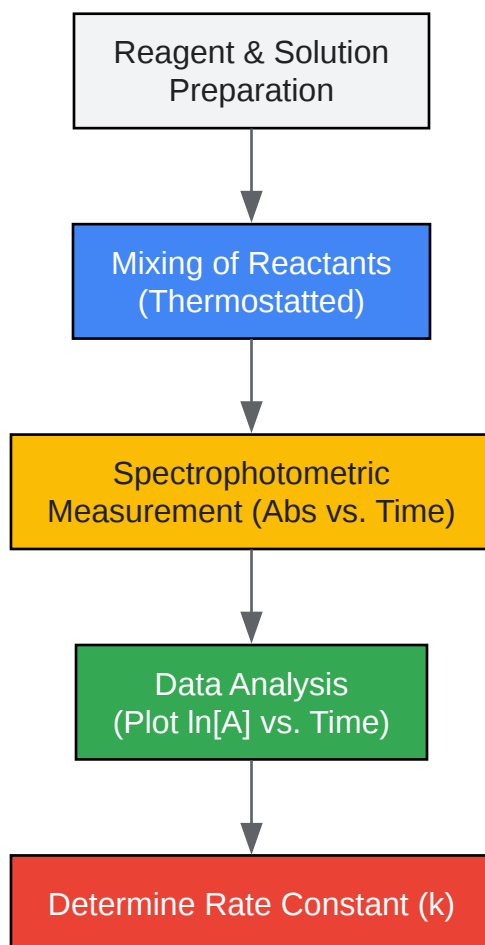 Reagent & Solution
Preparation
Mixing of Reactants
(Thermostatted)
Spectrophotometric
Measurement (Abs vs. Time)
Data Analysis
(Plot ln[A] vs. Time)
Determine Rate Constant (k)